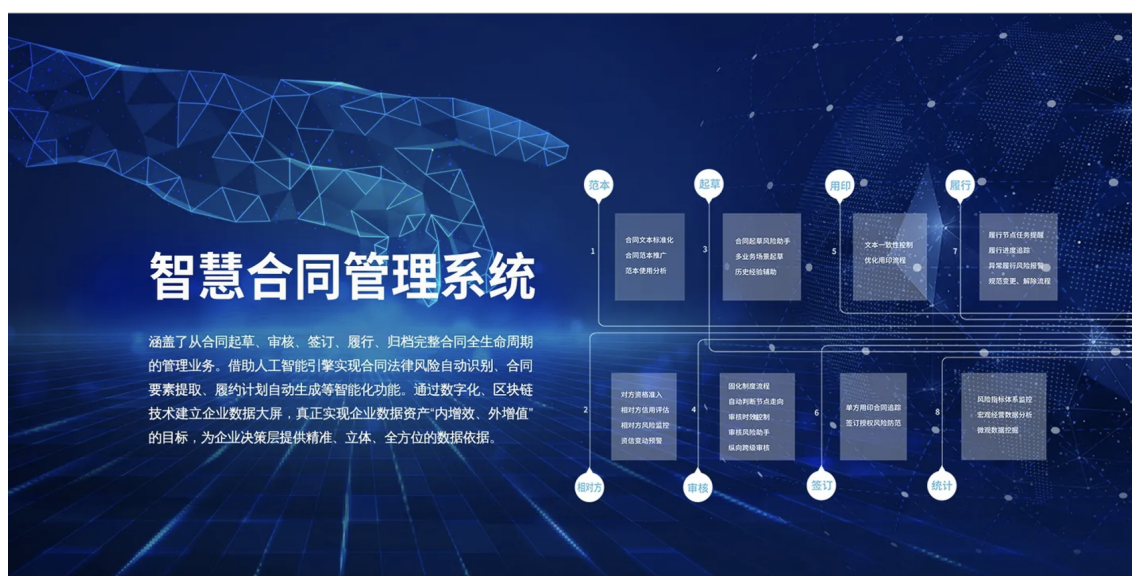 智慧合同管理系统
涵盖了从合同起草、审核、签订、履行、归档完整合同全生命周期
的管理业务。借助人工智能引擎实现合同法律风险自动识别、合同
要素提取、履约计划自动生成等智能化功能。通过数字化、区块链
技术建立企业数据大屏，真正实现企业数据资产“内增效、外增值”
的目标，为企业决策层提供精准、立体、全方位的数据依据。
范本
1
合同文本标准化
合同范本推广
范本使用分析
相对方
2
对方资格准入
相对方信用评估
相对方风险监控
资信变动预警
起草
3
合同起草风险助手
多业务场景起草
历史经验辅助
审核
4
固化制度流程
自动判断节点走向
审核时效控制
审核风险助手
纵向跨级审核
用印
5
文本一致性控制
优化用印流程
签订
6
单方用印合同追踪
签订授权风险防范
履行
7
履行节点任务提醒
履行进度追踪
异常履行风险报警
规范变更、解除流程
统计
8
风险指标体系监控
宏观经营数据分析
微观数据挖掘